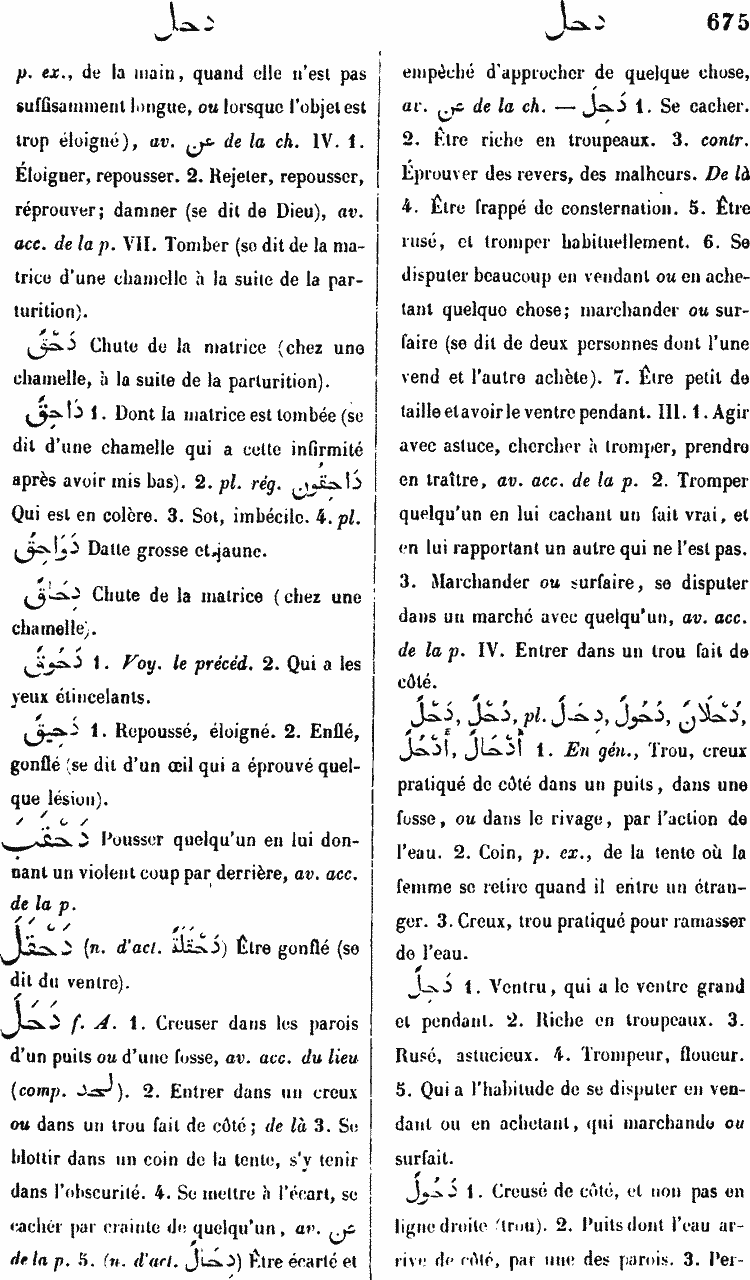 دحل
دحل
675
p. ex., de la main, quand elle n'est pas
suffisamment longue, ou lorsque l'objet est
trop éloigné), av. عن de la ch. IV. 1.
Éloigner, repousser. 2. Rejeter, repousser,
réprouver; damner (se dit de Dieu), av.
acc. de la p. VII. Tomber (se dit de la ma-
trice d'une chamelle à la suite de la par-
turition).
دَحْقٌ Chute de la matrice (chez une
chamelle, à la suite de la parturition).
دَاحِقٌ 1. Dont la matrice est tombée (se
dit d'une chamelle qui a cette infirmité
après avoir mis bas). 2. pl. rég. دَاحِقُون
Qui est en colère. 3. Sot, imbécile. 4. pl.
دَوَاحِقُ Datte grosse et jaune.
دِحَاقٌ Chute de la matrice (chez une
chamelle).
دَحُوقٌ 1. Voy. le précéd. 2. Qui a les
yeux étincelants.
دَحِيقٌ 1. Repoussé, éloigné. 2. Enflé,
gonflé (se dit d'un œil qui a éprouvé quel-
que lésion).
دَحْقَبَ Pousser quelqu'un en lui don-
nant un violent coup par derrière, av. acc.
de la p.
دَحْقَلَ (n. d'act. دَحْقَلَةٌ) Être gonflé (se
dit du ventre).
دَحَلَ f. A. 1. Creuser dans les parois
d'un puits ou d'une fosse, av. acc. du lieu
(comp. لحد). 2. Entrer dans un creux
ou dans un trou fait de côté; de là 3. Se
blottir dans un coin de la tente, s'y tenir
dans l'obscurité. 4. Se mettre à l'écart, se
cacher par crainte de quelqu'un, av. عن
de la p. 5. (n. d'act. دِحَالٌ) Être écarté et
empêché d'approcher de quelque chose,
av. عن de la ch. — دَحِلَ 1. Se cacher.
2. Être riche en troupeaux. 3. contr.
Éprouver des revers, des malheurs. De là
4. Être frappé de consternation. 5. Être
rusé, et tromper habituellement. 6. Se
disputer beaucoup en vendant ou en ache-
tant quelque chose; marchander ou sur-
faire (se dit de deux personnes dont l'une
vend et l'autre achète). 7. Être petit de
taille et avoir le ventre pendant. III. 1. Agir
avec astuce, chercher à tromper, prendre
en traître, av. acc. de la p. 2. Tromper
quelqu'un en lui cachant un fait vrai, et
en lui rapportant un autre qui ne l'est pas.
3. Marchander ou surfaire, se disputer
dans un marché avec quelqu'un, av. acc.
de la p. IV. Entrer dans un trou fait de
côté.
دَحْلٌ, دُحْلٌ, pl. دِحَالٌ, دُحُولٌ, دُحْلَانٌ,
أَدْحُلٌ, أَدْحَالٌ 1. En gén., Trou, creux
pratiqué de côté dans un puits, dans une
fosse, ou dans le rivage, par l'action de
l'eau. 2. Coin, p. ex., de la tente où la
femme se retire quand il entre un étran-
ger. 3. Creux, trou pratiqué pour ramasser
de l'eau.
دَحِلٌ 1. Ventru, qui a le ventre grand
et pendant. 2. Riche en troupeaux. 3.
Rusé, astucieux. 4. Trompeur, floueur.
5. Qui a l'habitude de se disputer en ven-
dant ou en achetant, qui marchande ou
surfait.
دَحُولٌ 1. Creusé de côté, et non pas en
ligne droite (trou). 2. Puits dont l'eau ar-
rive de côté, par une des parois. 3. Per-